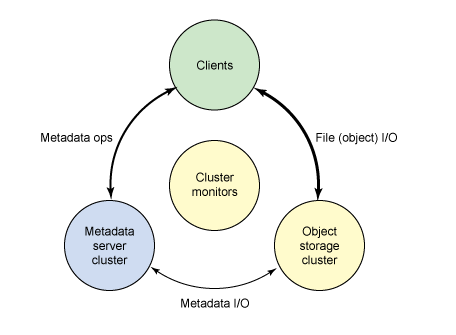 Clients
Metadata ops
File (object) I/O
Cluster
monitors
Metadata
server
cluster
Object
storage
cluster
Metadata I/O